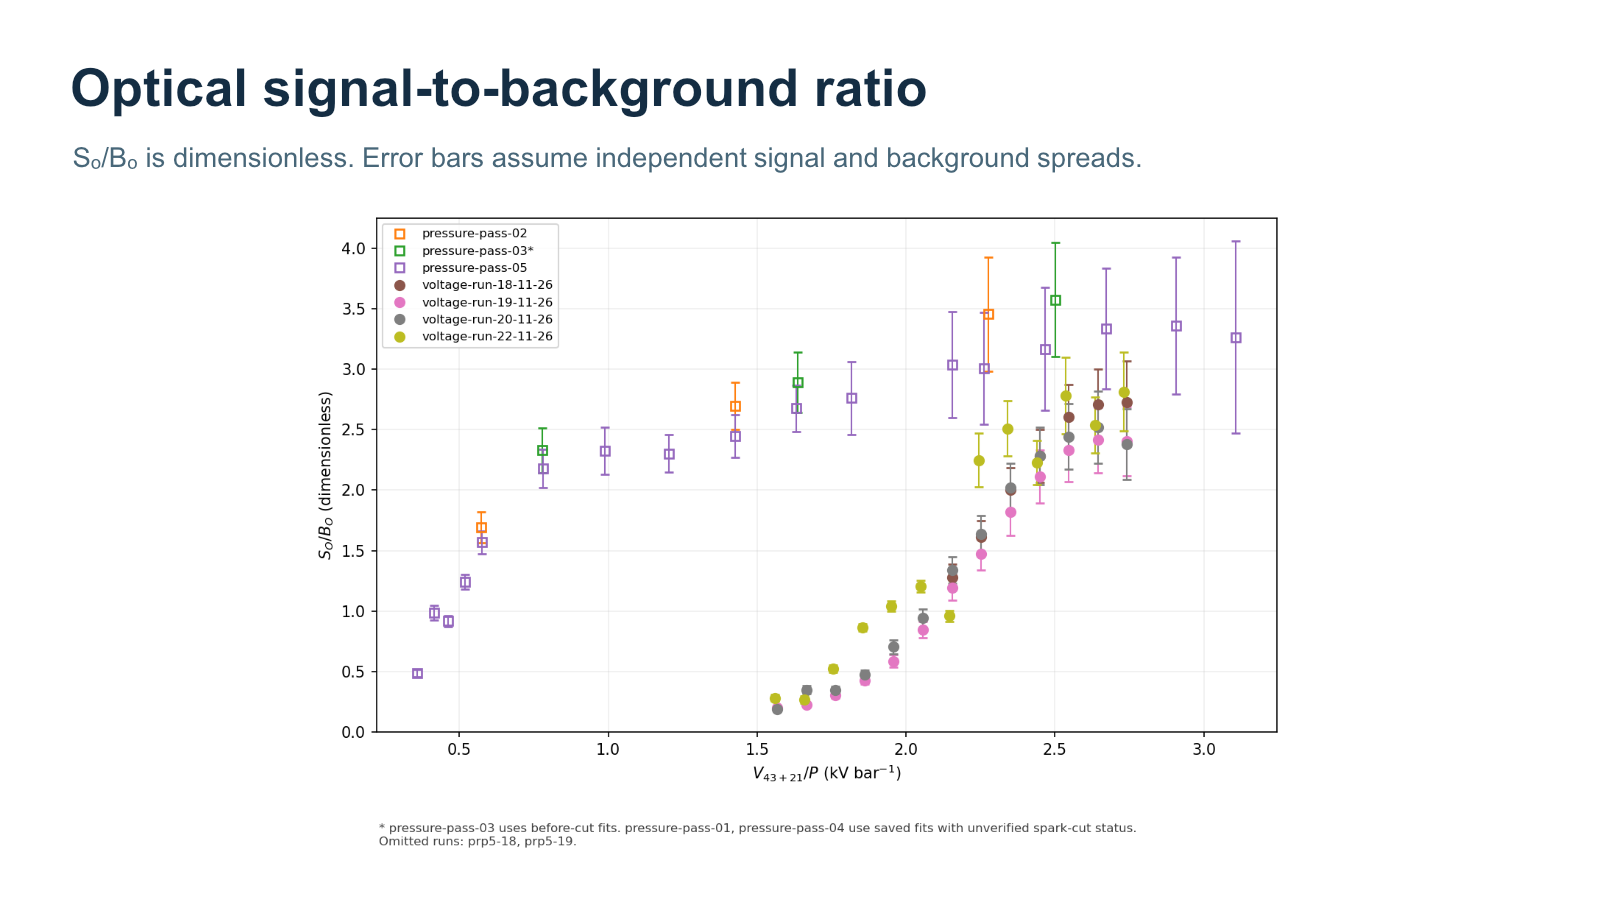 Optical signal-to-background ratio
Sₒ/Bₒ is dimensionless. Error bars assume independent signal and background spreads.
pressure-pass-02
pressure-pass-03*
pressure-pass-05
voltage-run-18-11-26
voltage-run-19-11-26
voltage-run-20-11-26
voltage-run-22-11-26
4.0
3.5
3.0
2.5
2.0
1.5
1.0
0.5
0.0
S_O/B_O (dimensionless)
0.5 1.0 1.5 2.0 2.5 3.0
V₄₃₊₂₁/P (kV bar⁻¹)
* pressure-pass-03 uses before-cut fits. pressure-pass-01, pressure-pass-04 use saved fits with unverified spark-cut status.
Omitted runs: prp5-18, prp5-19.